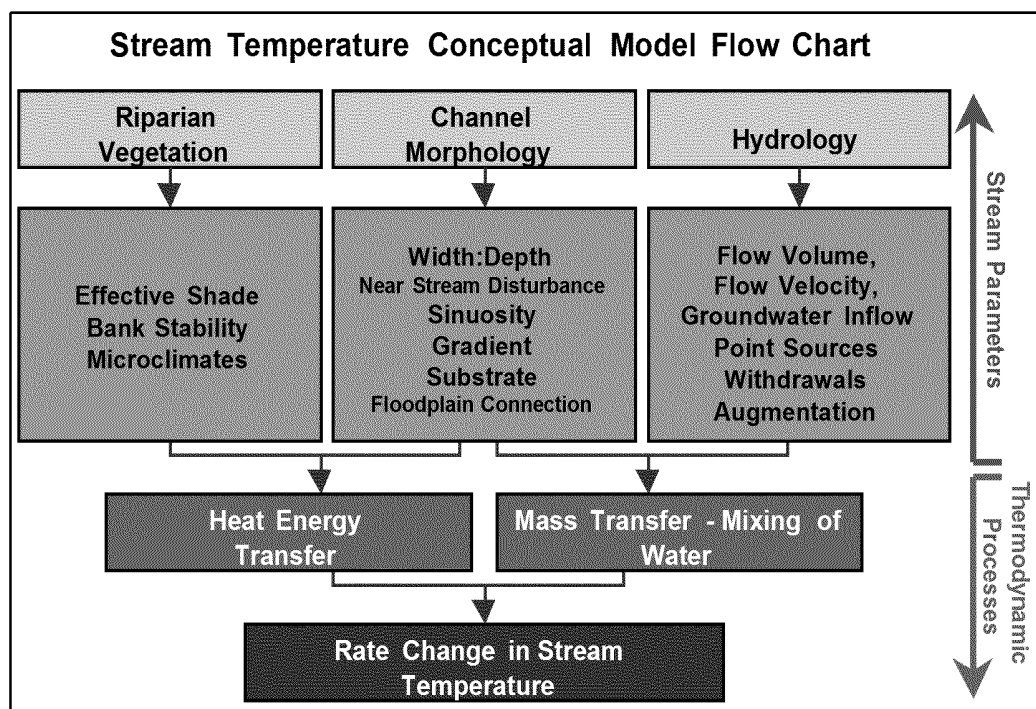 Stream Temperature Conceptual Model Flow Chart
Riparian
Vegetation
Channel
Morphology
Hydrology
Effective Shade
Bank Stability
Microclimates
Width:Depth
Near Stream Disturbance
Sinuosity
Gradient
Substrate
Floodplain Connection
Flow Volume,
Flow Velocity,
Groundwater Inflow
Point Sources
Withdrawals
Augmentation
Stream Parameters
Heat Energy
Transfer
Mass Transfer - Mixing of
Water
Thermodynamic
Processes
Rate Change in Stream
Temperature